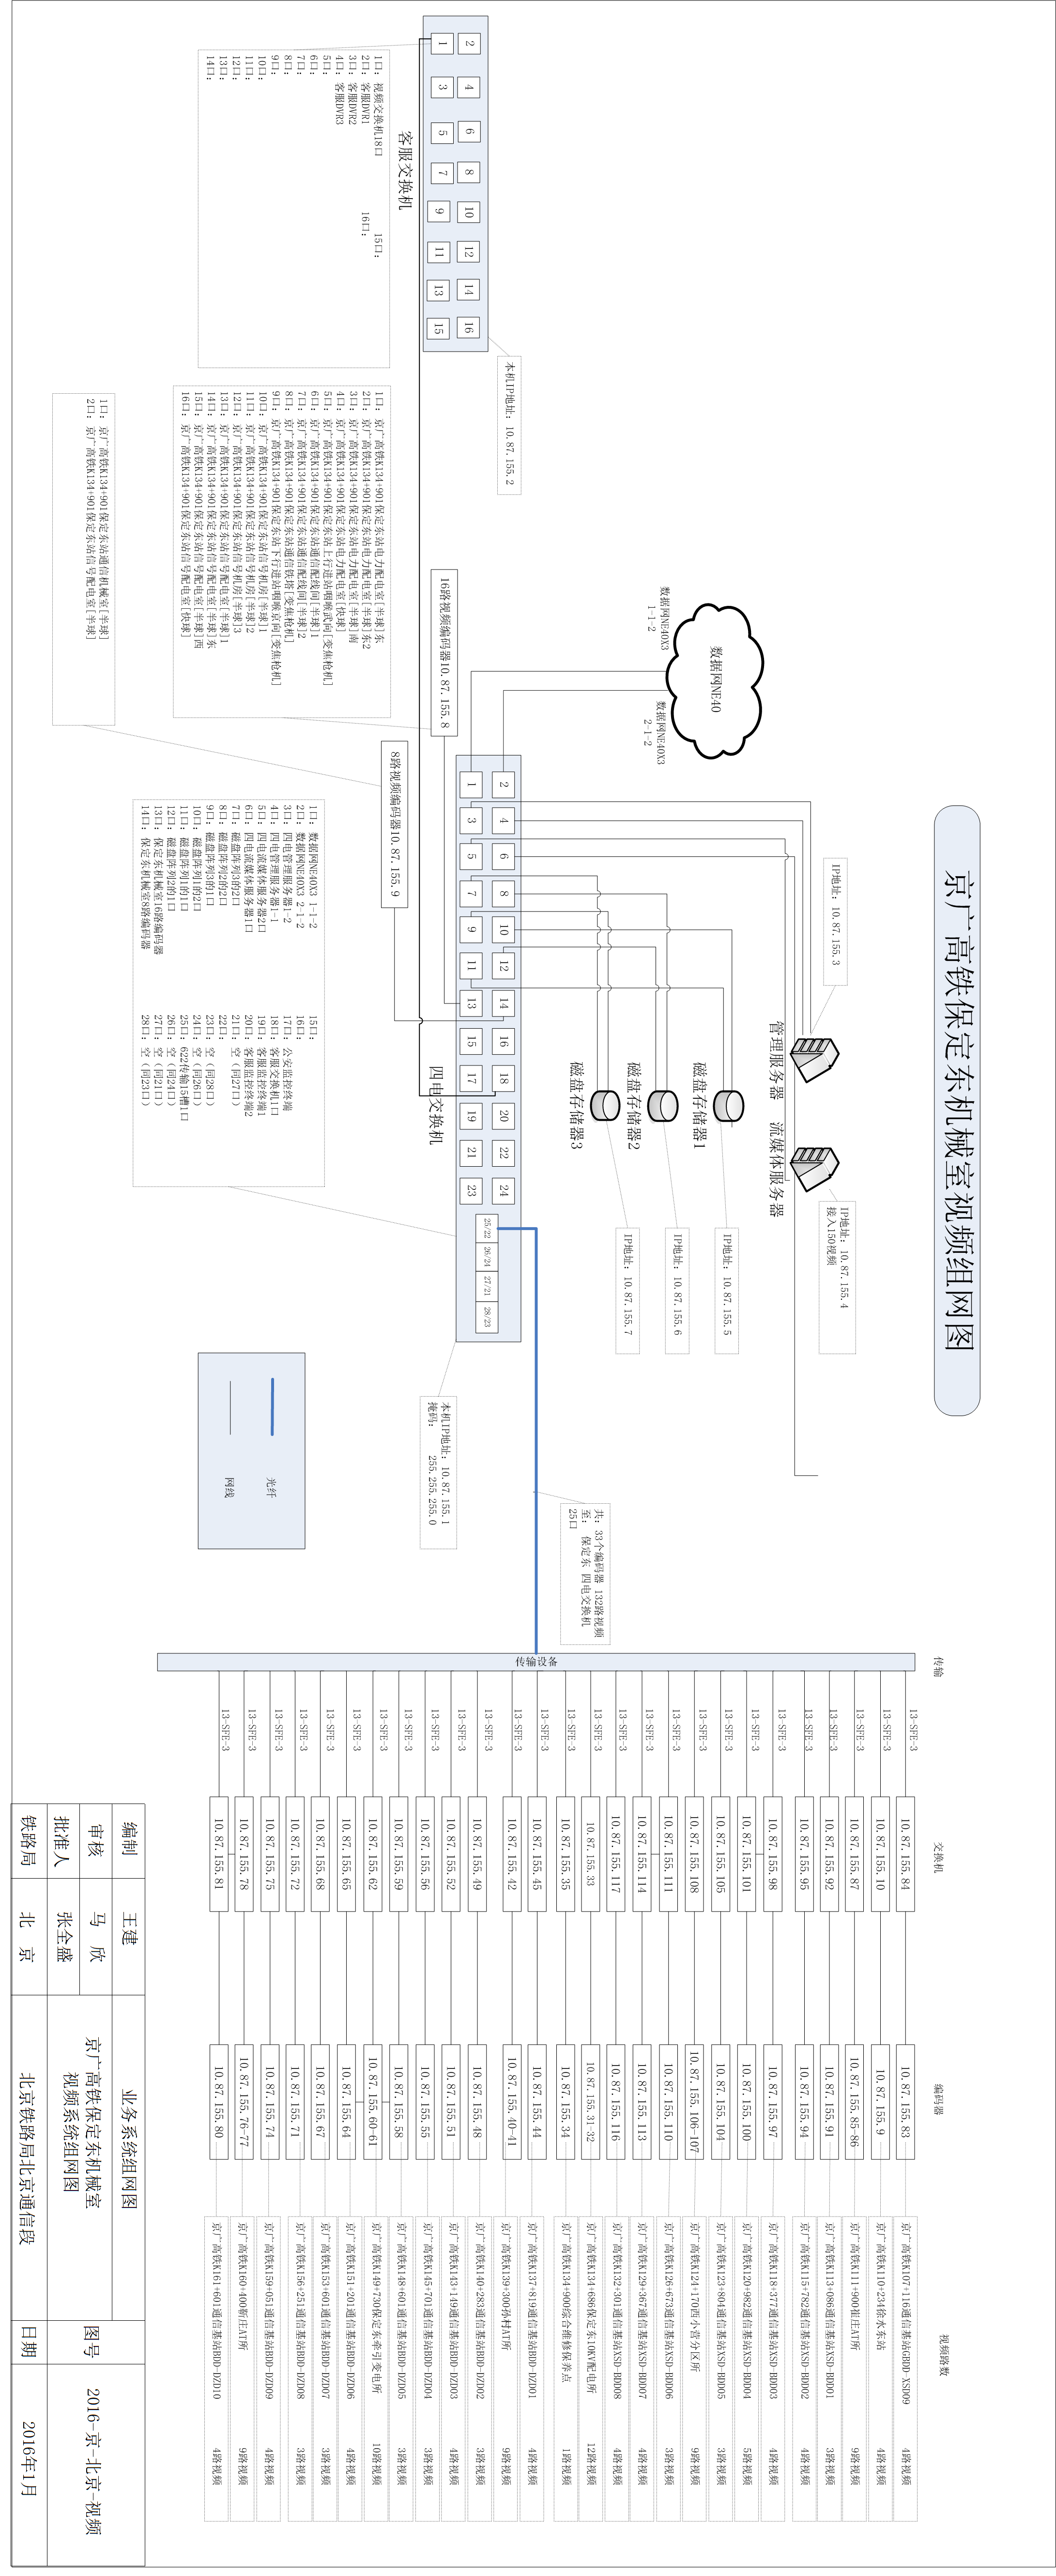 京广高铁保定东机械室视频组网图
数据网NE40
数据网NE40X3
1-1-2
数据网NE40X3
2-1-2
IP地址：10.87.155.3
管理服务器
流媒体服务器
IP地址：10.87.155.4
接入150视频
磁盘存储器1
IP地址：10.87.155.5
磁盘存储器2
IP地址：10.87.155.6
磁盘存储器3
IP地址：10.87.155.7
本机IP地址：10.87.155.2
2 4 6 8 10 12 14 16
1 3 5 7 9 11 13 15
客服交换机
1口：视频交换机18口
2口：客服DVR1
3口：客服DVR2
4口：客服DVR3
5口：
6口：
7口：
8口：
9口：
10口：
11口：
12口：
13口：
14口：
15口：
16口：
16路视频编码器10.87.155.8
1口：京广高铁K134+901保定东站电力配电室[半球]东
2口：京广高铁K134+901保定东站电力配电室[半球]东2
3口：京广高铁K134+901保定东站电力配电室[半球]南
4口：京广高铁K134+901保定东站电力配电室[快球]
5口：京广高铁K134+901保定东站上行进站咽喉武向[变焦枪机]
6口：京广高铁K134+901保定东站通信配线间[半球]1
7口：京广高铁K134+901保定东站通信配线间[半球]2
8口：京广高铁K134+901保定东站通信铁塔[变焦枪机]
9口：京广高铁K134+901保定东站下行进站咽喉京向[变焦枪机]
10口：京广高铁K134+901保定东站信号机房[半球]1
11口：京广高铁K134+901保定东站信号机房[半球]2
12口：京广高铁K134+901保定东站信号机房[半球]3
13口：京广高铁K134+901保定东站信号配电室[半球]1
14口：京广高铁K134+901保定东站信号配电室[半球]东
15口：京广高铁K134+901保定东站信号配电室[半球]西
16口：京广高铁K134+901保定东站信号配电室[快球]
8路视频编码器10.87.155.9
1口：京广高铁K134+901保定东站通信机械室[半球]
2口：京广高铁K134+901保定东站信号配电室[半球]
2 4 6 8 10 12 14 16 18 20 22 24
1 3 5 7 9 11 13 15 17 19 21 23
25/22 26/24 27/21 28/23
四电交换机
1口：数据网NE40X3 1-1-2
2口：数据网NE40X3 2-1-2
3口：四电管理服务器1-2
4口：四电管理服务器1-1
5口：四电流媒体服务器2口
6口：四电流媒体服务器1口
7口：磁盘阵列3的2口
8口：磁盘阵列2的2口
9口：磁盘阵列3的1口
10口：磁盘阵列1的2口
11口：磁盘阵列1的1口
12口：磁盘阵列2的1口
13口：保定东机械室16路编码器
14口：保定东机械室8路编码器
15口：
16口：
17口：公安监控终端
18口：客服交换机1口
19口：客服监控终端1
20口：客服监控终端2
21口：空（同27口）
22口：
23口：空（同28口）
24口：空（同26口）
25口：622传输15槽1口
26口：空（同24口）
27口：空（同21口）
28口：空（同23口）
本机IP地址：10.87.155.1
掩码： 255.255.255.0
光纤
网线
共：33个编码器 132路视频
至： 保定东 四电交换机
25口
传输设备
传输 交换机 编码器 视频路数
13-SFE-3 10.87.155.84 10.87.155.83 京广高铁K107+116通信基站GBDD-XSD09 4路视频
13-SFE-3 10.87.155.10 10.87.155.9 京广高铁K110+234徐水东站 4路视频
13-SFE-3 10.87.155.87 10.87.155.85-86 京广高铁K111+900崔庄AT所 9路视频
13-SFE-3 10.87.155.92 10.87.155.91 京广高铁K113+086通信基站XSD-BDD01 3路视频
13-SFE-3 10.87.155.95 10.87.155.94 京广高铁K115+782通信基站XSD-BDD02 4路视频
13-SFE-3 10.87.155.98 10.87.155.97 京广高铁K118+377通信基站XSD-BDD03 4路视频
13-SFE-3 10.87.155.101 10.87.155.100 京广高铁K120+982通信基站XSD-BDD04 5路视频
13-SFE-3 10.87.155.105 10.87.155.104 京广高铁K123+804通信基站XSD-BDD05 3路视频
13-SFE-3 10.87.155.108 10.87.155.106-107 京广高铁K124+170西小营分区所 9路视频
13-SFE-3 10.87.155.111 10.87.155.110 京广高铁K126+673通信基站XSD-BDD06 3路视频
13-SFE-3 10.87.155.114 10.87.155.113 京广高铁K129+367通信基站XSD-BDD07 4路视频
13-SFE-3 10.87.155.117 10.87.155.116 京广高铁K132+301通信基站XSD-BDD08 4路视频
13-SFE-3 10.87.155.33 10.87.155.31-32 京广高铁K134+686保定东10KV配电所 12路视频
13-SFE-3 10.87.155.35 10.87.155.34 京广高铁K134+900综合维修保养点 1路视频
13-SFE-3 10.87.155.45 10.87.155.44 京广高铁K137+819通信基站BDD-DZD01 4路视频
13-SFE-3 10.87.155.42 10.87.155.40-41 京广高铁K139+300孙村AT所 9路视频
13-SFE-3 10.87.155.49 10.87.155.48 京广高铁K140+283通信基站BDD-DZD02 3路视频
13-SFE-3 10.87.155.52 10.87.155.51 京广高铁K143+149通信基站BDD-DZD03 4路视频
13-SFE-3 10.87.155.56 10.87.155.55 京广高铁K145+701通信基站BDD-DZD04 3路视频
13-SFE-3 10.87.155.59 10.87.155.58 京广高铁K148+601通信基站BDD-DZD05 3路视频
13-SFE-3 10.87.155.62 10.87.155.60-61 京广高铁K149+730保定东牵引变电所 10路视频
13-SFE-3 10.87.155.65 10.87.155.64 京广高铁K151+201通信基站BDD-DZD06 4路视频
13-SFE-3 10.87.155.68 10.87.155.67 京广高铁K153+601通信基站BDD-DZD07 3路视频
13-SFE-3 10.87.155.72 10.87.155.71 京广高铁K156+251通信基站BDD-DZD08 3路视频
13-SFE-3 10.87.155.75 10.87.155.74 京广高铁K159+051通信基站BDD-DZD09 4路视频
13-SFE-3 10.87.155.78 10.87.155.76-77 京广高铁K160+400靳庄AT所 9路视频
13-SFE-3 10.87.155.81 10.87.155.80 京广高铁K161+601通信基站BDD-DZD10 4路视频
编制 王建 业务系统组网图
审核 马 欣 京广高铁保定东机械室
视频系统组网图
图号 2016-京-北京-视频
批准人 张全盛
铁路局 北 京 北京铁路局北京通信段 日期 2016年1月